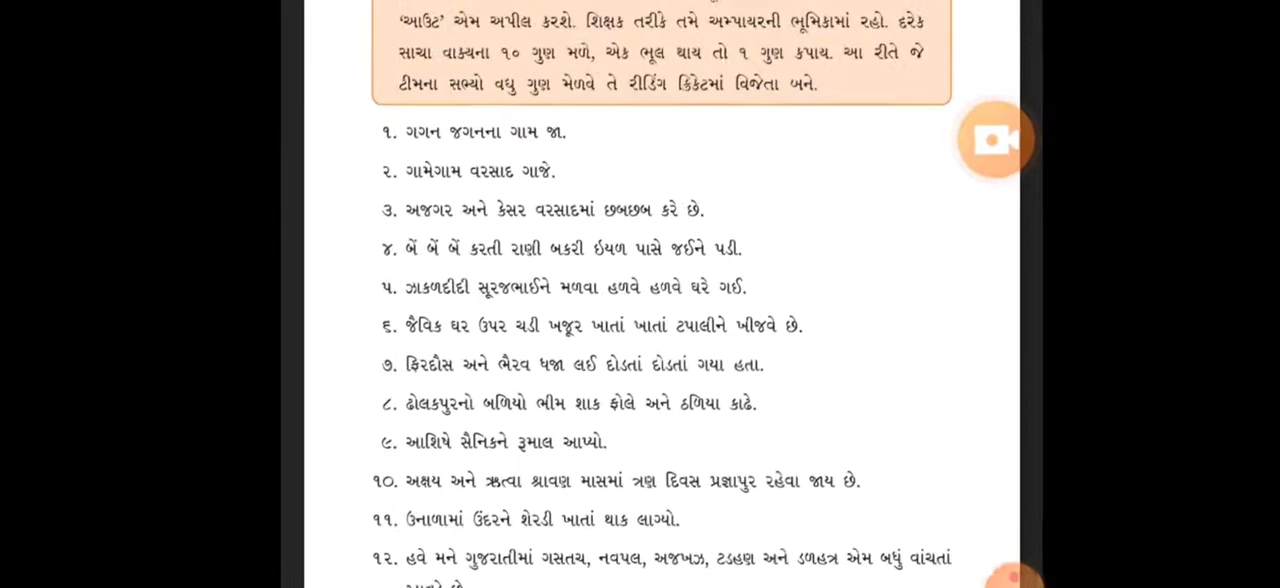 ‘આઉટ’ એમ અપીલ કરશે. શિક્ષક તરીકે તમે અમ્પાયરની ભૂમિકામાં રહો. દરેક
સાચા વાક્યના ૧૦ ગુણ મળે, એક ભૂલ થાય તો ૧ ગુણ કપાય. આ રીતે જે
ટીમના સભ્યો વધુ ગુણ મેળવે તે રીડિંગ ક્રિકેટમાં વિજેતા બને.
૧. ગગન જગનના ગામ જા.
૨. ગામેગામ વરસાદ ગાજે.
૩. અજગર અને કેસર વરસાદમાં છબછબ કરે છે.
૪. બેં બેં બેં કરતી રાણી બકરી ઇયળ પાસે જઈને પડી.
૫. ઝાકળદીદી સૂરજભાઈને મળવા હળવે હળવે ઘરે ગઈ.
૬. જૈવિક ઘર ઉપર ચડી ખજૂર ખાતાં ખાતાં ટપાલીને ખીજવે છે.
૭. ફિરદૌસ અને ભૈરવ ધજા લઈ દોડતાં દોડતાં ગયા હતા.
૮. ઢોલકપુરનો બળિયો ભીમ શાક ફોલે અને ઠળિયા કાઢે.
૯. આશિષે સૈનિકને રૂમાલ આપ્યો.
૧૦. અક્ષય અને ઋત્વા શ્રાવણ માસમાં ત્રણ દિવસ પ્રજ્ઞાપુર રહેવા જાય છે.
૧૧. ઉનાળામાં ઉંદરને શેરડી ખાતાં થાક લાગ્યો.
૧૨. હવે મને ગુજરાતીમાં ગસતચ, નવપલ, અજખઝ, ટડહણ અને ડળહત્ર એમ બધું વાંચતાં